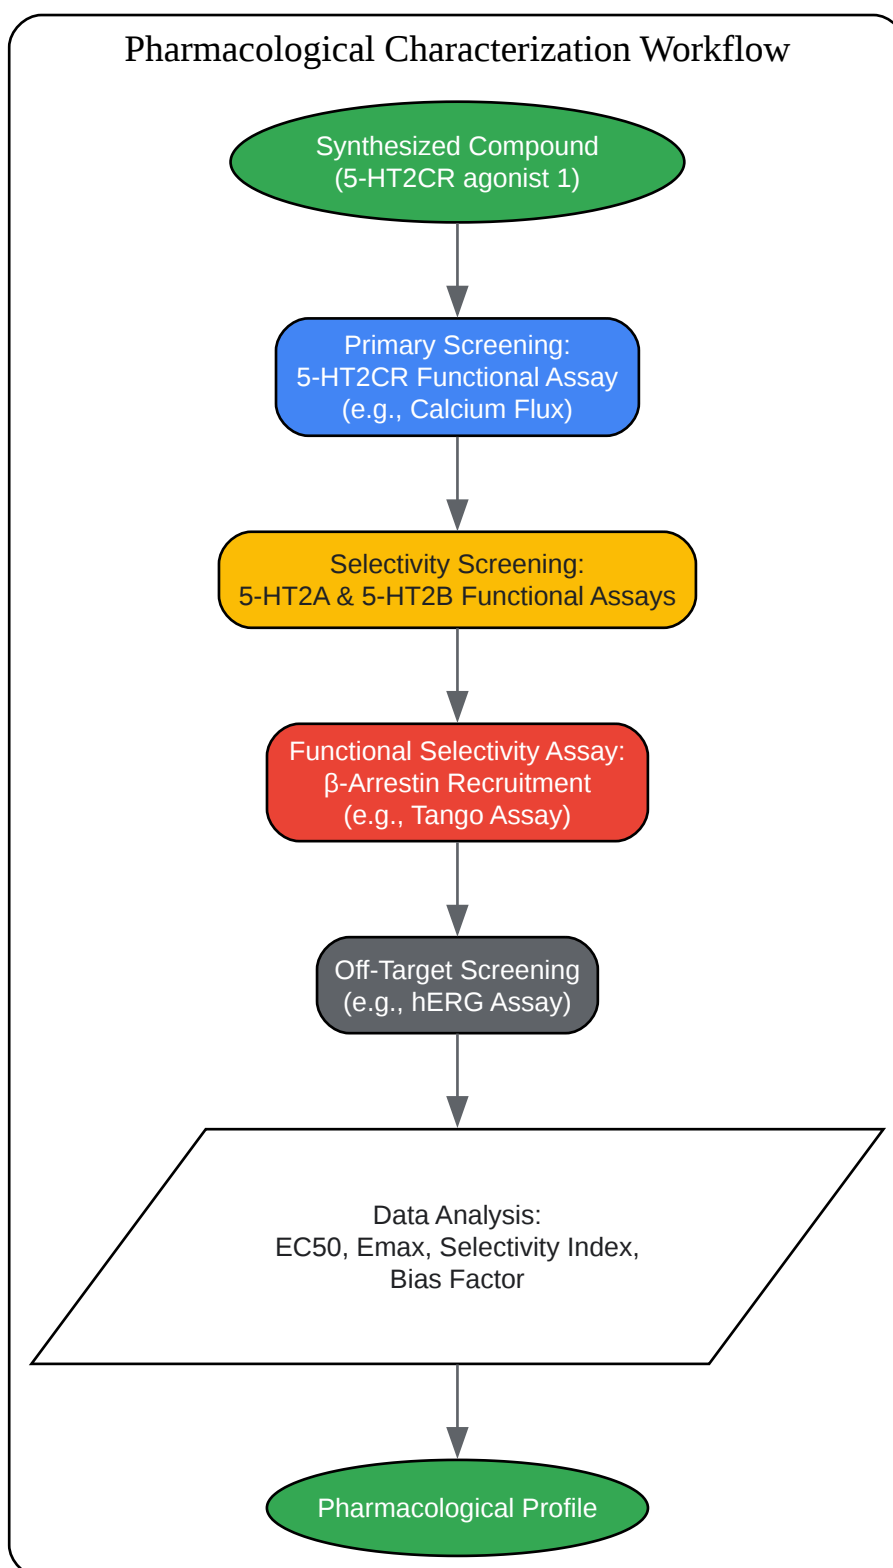 Pharmacological Characterization Workflow
Synthesized Compound
(5-HT2CR agonist 1)
Primary Screening:
5-HT2CR Functional Assay
(e.g., Calcium Flux)
Selectivity Screening:
5-HT2A & 5-HT2B Functional Assays
Functional Selectivity Assay:
β-Arrestin Recruitment
(e.g., Tango Assay)
Off-Target Screening
(e.g., hERG Assay)
Data Analysis:
EC50, Emax, Selectivity Index,
Bias Factor
Pharmacological Profile